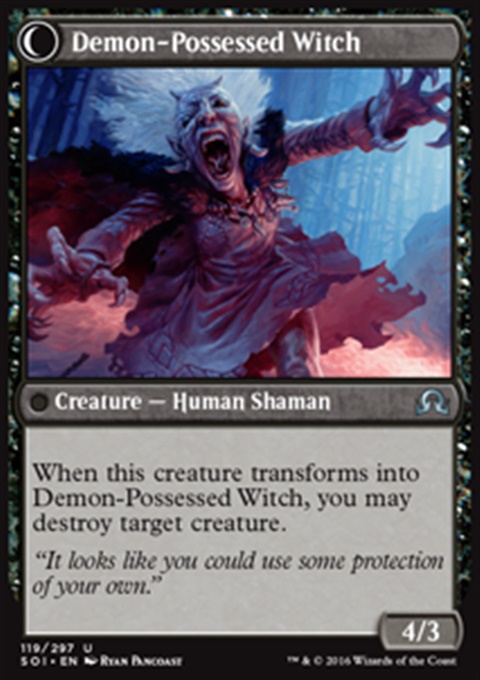 Demon-Possessed Witch
Creature — Human Shaman
When this creature transforms into
Demon-Possessed Witch, you may
destroy target creature.
“It looks like you could use some protection
of your own.”
4/3
119/297 U
SOI • EN Ryan Pancoast
™ & © 2016 Wizards of the Coast